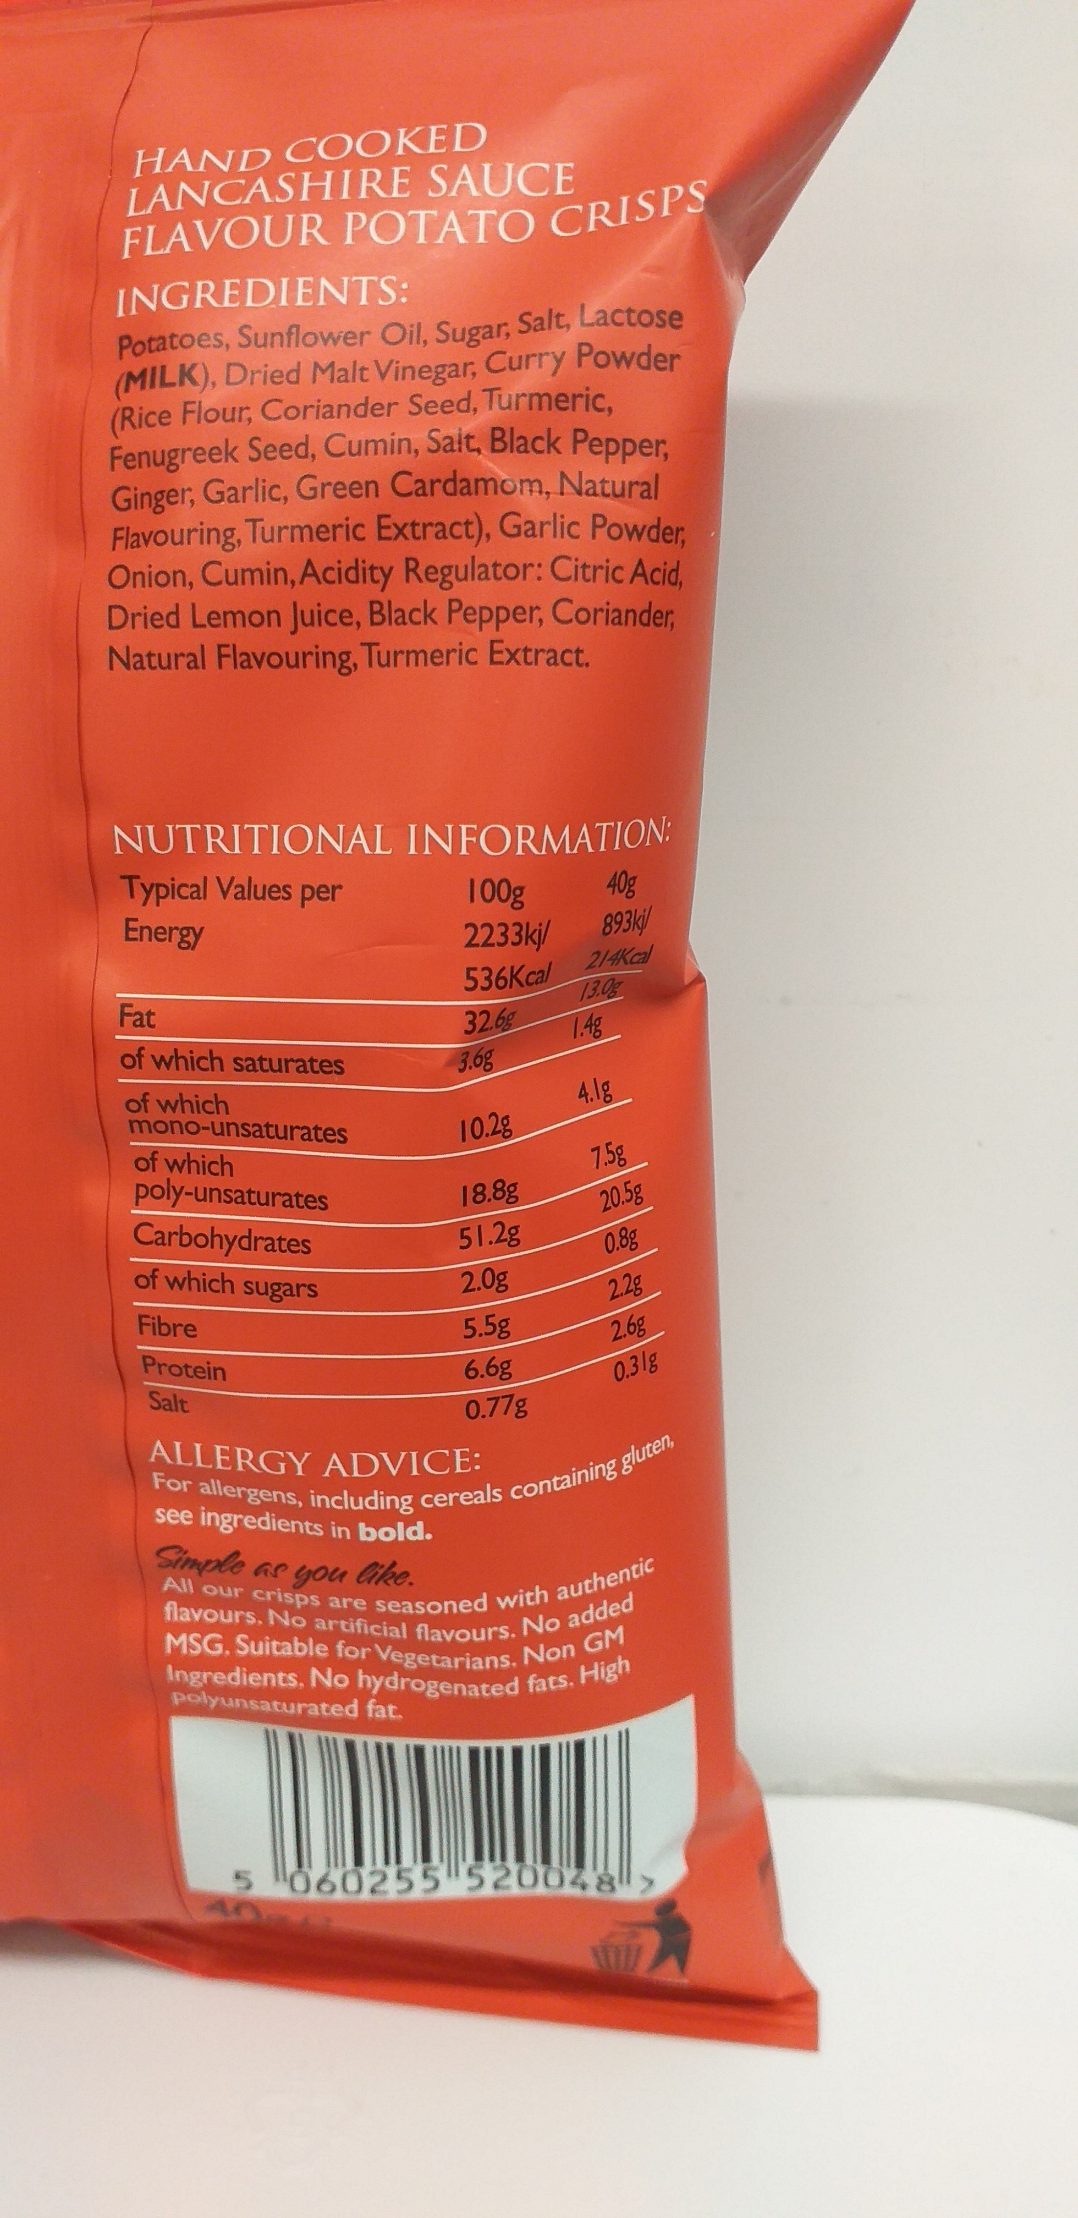 HAND COOKED
LANCASHIRE SAUCE
FLAVOUR POTATO CRISPS
INGREDIENTS:
Potatoes, Sunflower Oil, Sugar, Salt, Lactose
(MILK), Dried Malt Vinegar, Curry Powder
(Rice Flour, Coriander Seed, Turmeric,
Fenugreek Seed, Cumin, Salt, Black Pepper,
Ginger, Garlic, Green Cardamom, Natural
Flavouring, Turmeric Extract), Garlic Powder,
Onion, Cumin, Acidity Regulator: Citric Acid,
Dried Lemon Juice, Black Pepper, Coriander,
Natural Flavouring, Turmeric Extract.
NUTRITIONAL INFORMATION:
Typical Values per 100g 40g
Energy 2233kj/ 893kj/
536Kcal 214Kcal
Fat 32.6g 13.0g
of which saturates 3.6g 1.4g
of which
mono-unsaturates 10.2g 4.1g
of which
poly-unsaturates 18.8g 7.5g
Carbohydrates 51.2g 20.5g
of which sugars 2.0g 0.8g
Fibre 5.5g 2.2g
Protein 6.6g 2.6g
Salt 0.77g 0.31g
ALLERGY ADVICE:
For allergens, including cereals containing gluten,
see ingredients in bold.
Simple as you like.
All our crisps are seasoned with authentic
flavours. No artificial flavours. No added
MSG. Suitable for Vegetarians. Non GM
Ingredients. No hydrogenated fats. High
polyunsaturated fat.
5 060255 520048 >
40g